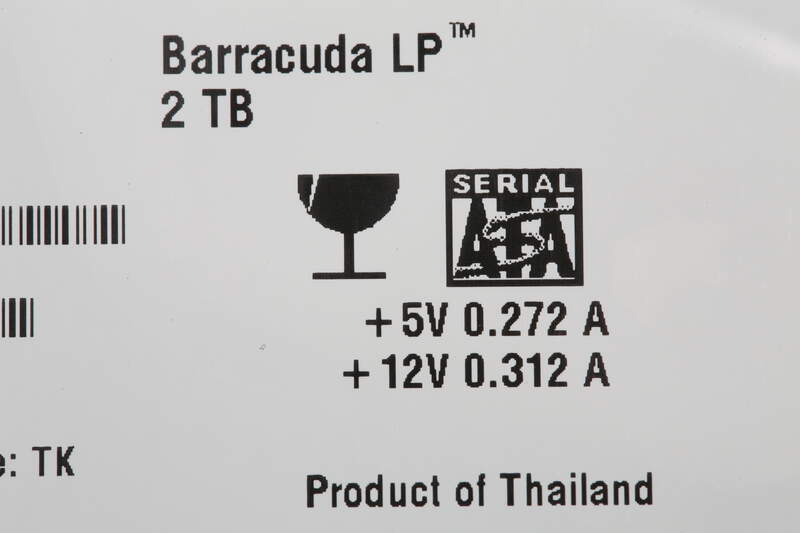 Barracuda LP™
2 TB
SERIAL
ATA
+5V 0.272 A
+12V 0.312 A
e: TK
Product of Thailand